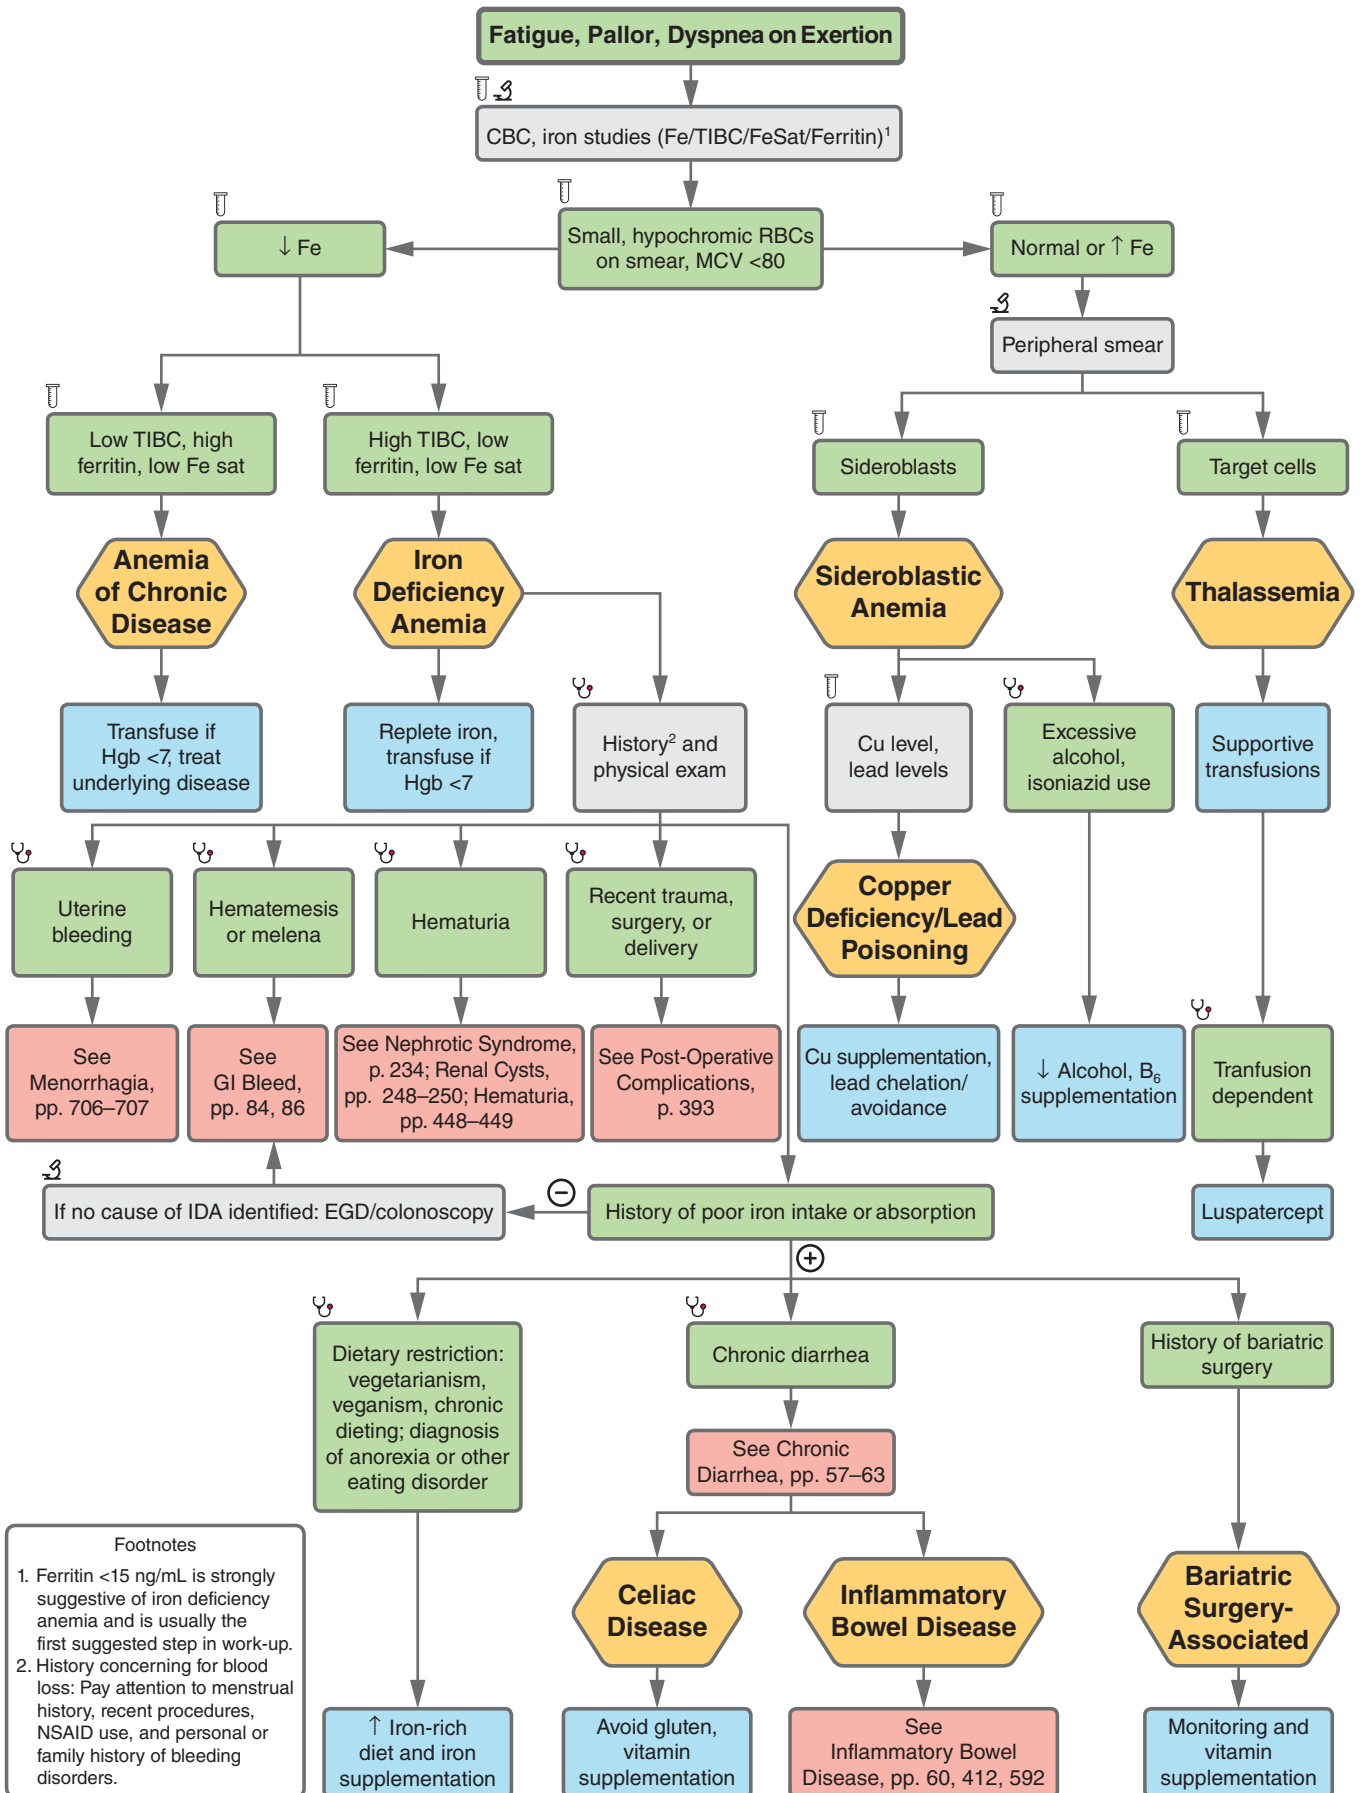 Fatigue, Pallor, Dyspnea on Exertion
CBC, iron studies (Fe/TIBC/FeSat/Ferritin)1
↓ Fe
Small, hypochromic RBCs
on smear, MCV <80
Normal or ↑ Fe
Peripheral smear
Low TIBC, high
ferritin, low Fe sat
High TIBC, low
ferritin, low Fe sat
Sideroblasts
Target cells
Anemia
of Chronic
Disease
Iron
Deficiency
Anemia
Sideroblastic
Anemia
Thalassemia
Transfuse if
Hgb <7, treat
underlying disease
Replete iron,
transfuse if
Hgb <7
History2 and
physical exam
Cu level,
lead levels
Excessive
alcohol,
isoniazid use
Supportive
transfusions
Uterine
bleeding
Hematemesis
or melena
Hematuria
Recent trauma,
surgery, or
delivery
Copper
Deficiency/Lead
Poisoning
See
Menorrhagia,
pp. 706–707
See
GI Bleed,
pp. 84, 86
See Nephrotic Syndrome,
p. 234; Renal Cysts,
pp. 248–250; Hematuria,
pp. 448–449
See Post-Operative
Complications,
p. 393
Cu supplementation,
lead chelation/
avoidance
↓ Alcohol, B6
supplementation
Tranfusion
dependent
If no cause of IDA identified: EGD/colonoscopy
−
History of poor iron intake or absorption
Luspatercept
+
Dietary restriction:
vegetarianism,
veganism, chronic
dieting; diagnosis
of anorexia or other
eating disorder
Chronic diarrhea
History of bariatric
surgery
See Chronic
Diarrhea, pp. 57–63
Celiac
Disease
Inflammatory
Bowel Disease
Bariatric
Surgery-
Associated
↑ Iron-rich
diet and iron
supplementation
Avoid gluten,
vitamin
supplementation
See
Inflammatory Bowel
Disease, pp. 60, 412, 592
Monitoring and
vitamin
supplementation
Footnotes
1. Ferritin <15 ng/mL is strongly
suggestive of iron deficiency
anemia and is usually the
first suggested step in work-up.
2. History concerning for blood
loss: Pay attention to menstrual
history, recent procedures,
NSAID use, and personal or
family history of bleeding
disorders.